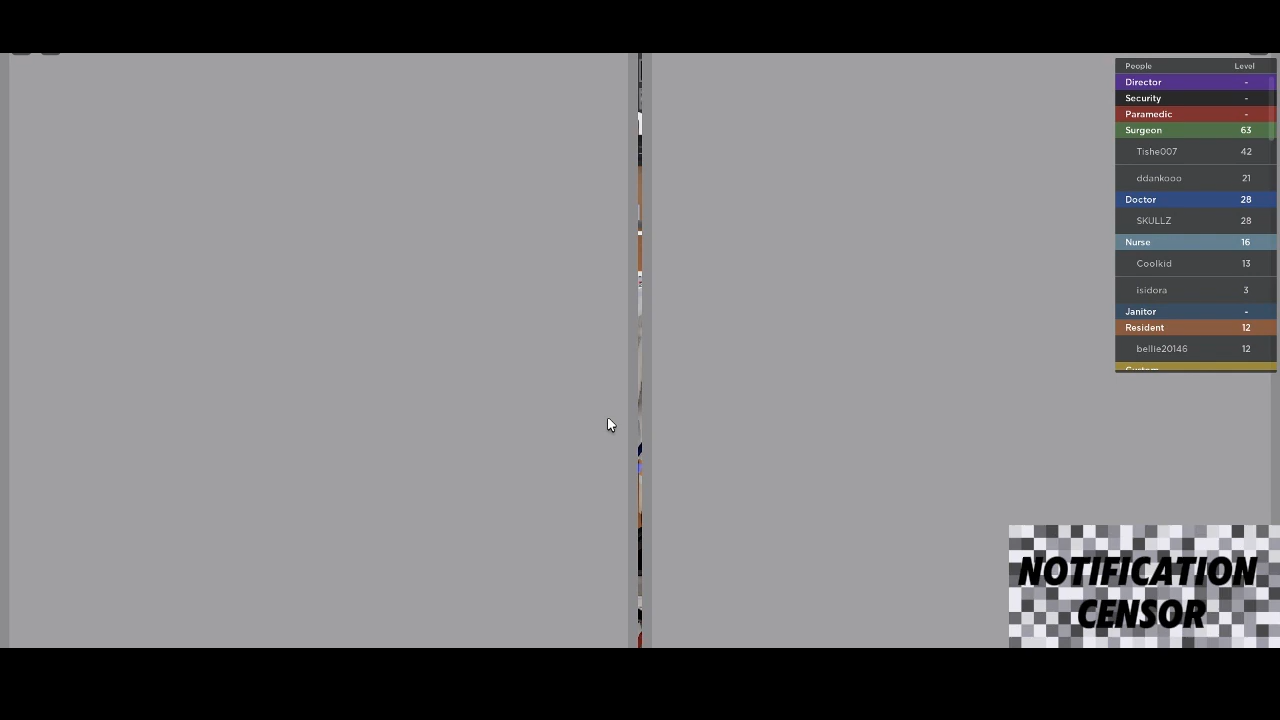 People Level
Director -
Security -
Paramedic -
Surgeon 63
Tishe007 42
ddankooo 21
Doctor 28
SKULLZ 28
Nurse 16
Coolkid 13
isidora 3
Janitor -
Resident 12
bellie20146 12
NOTIFICATION
CENSOR